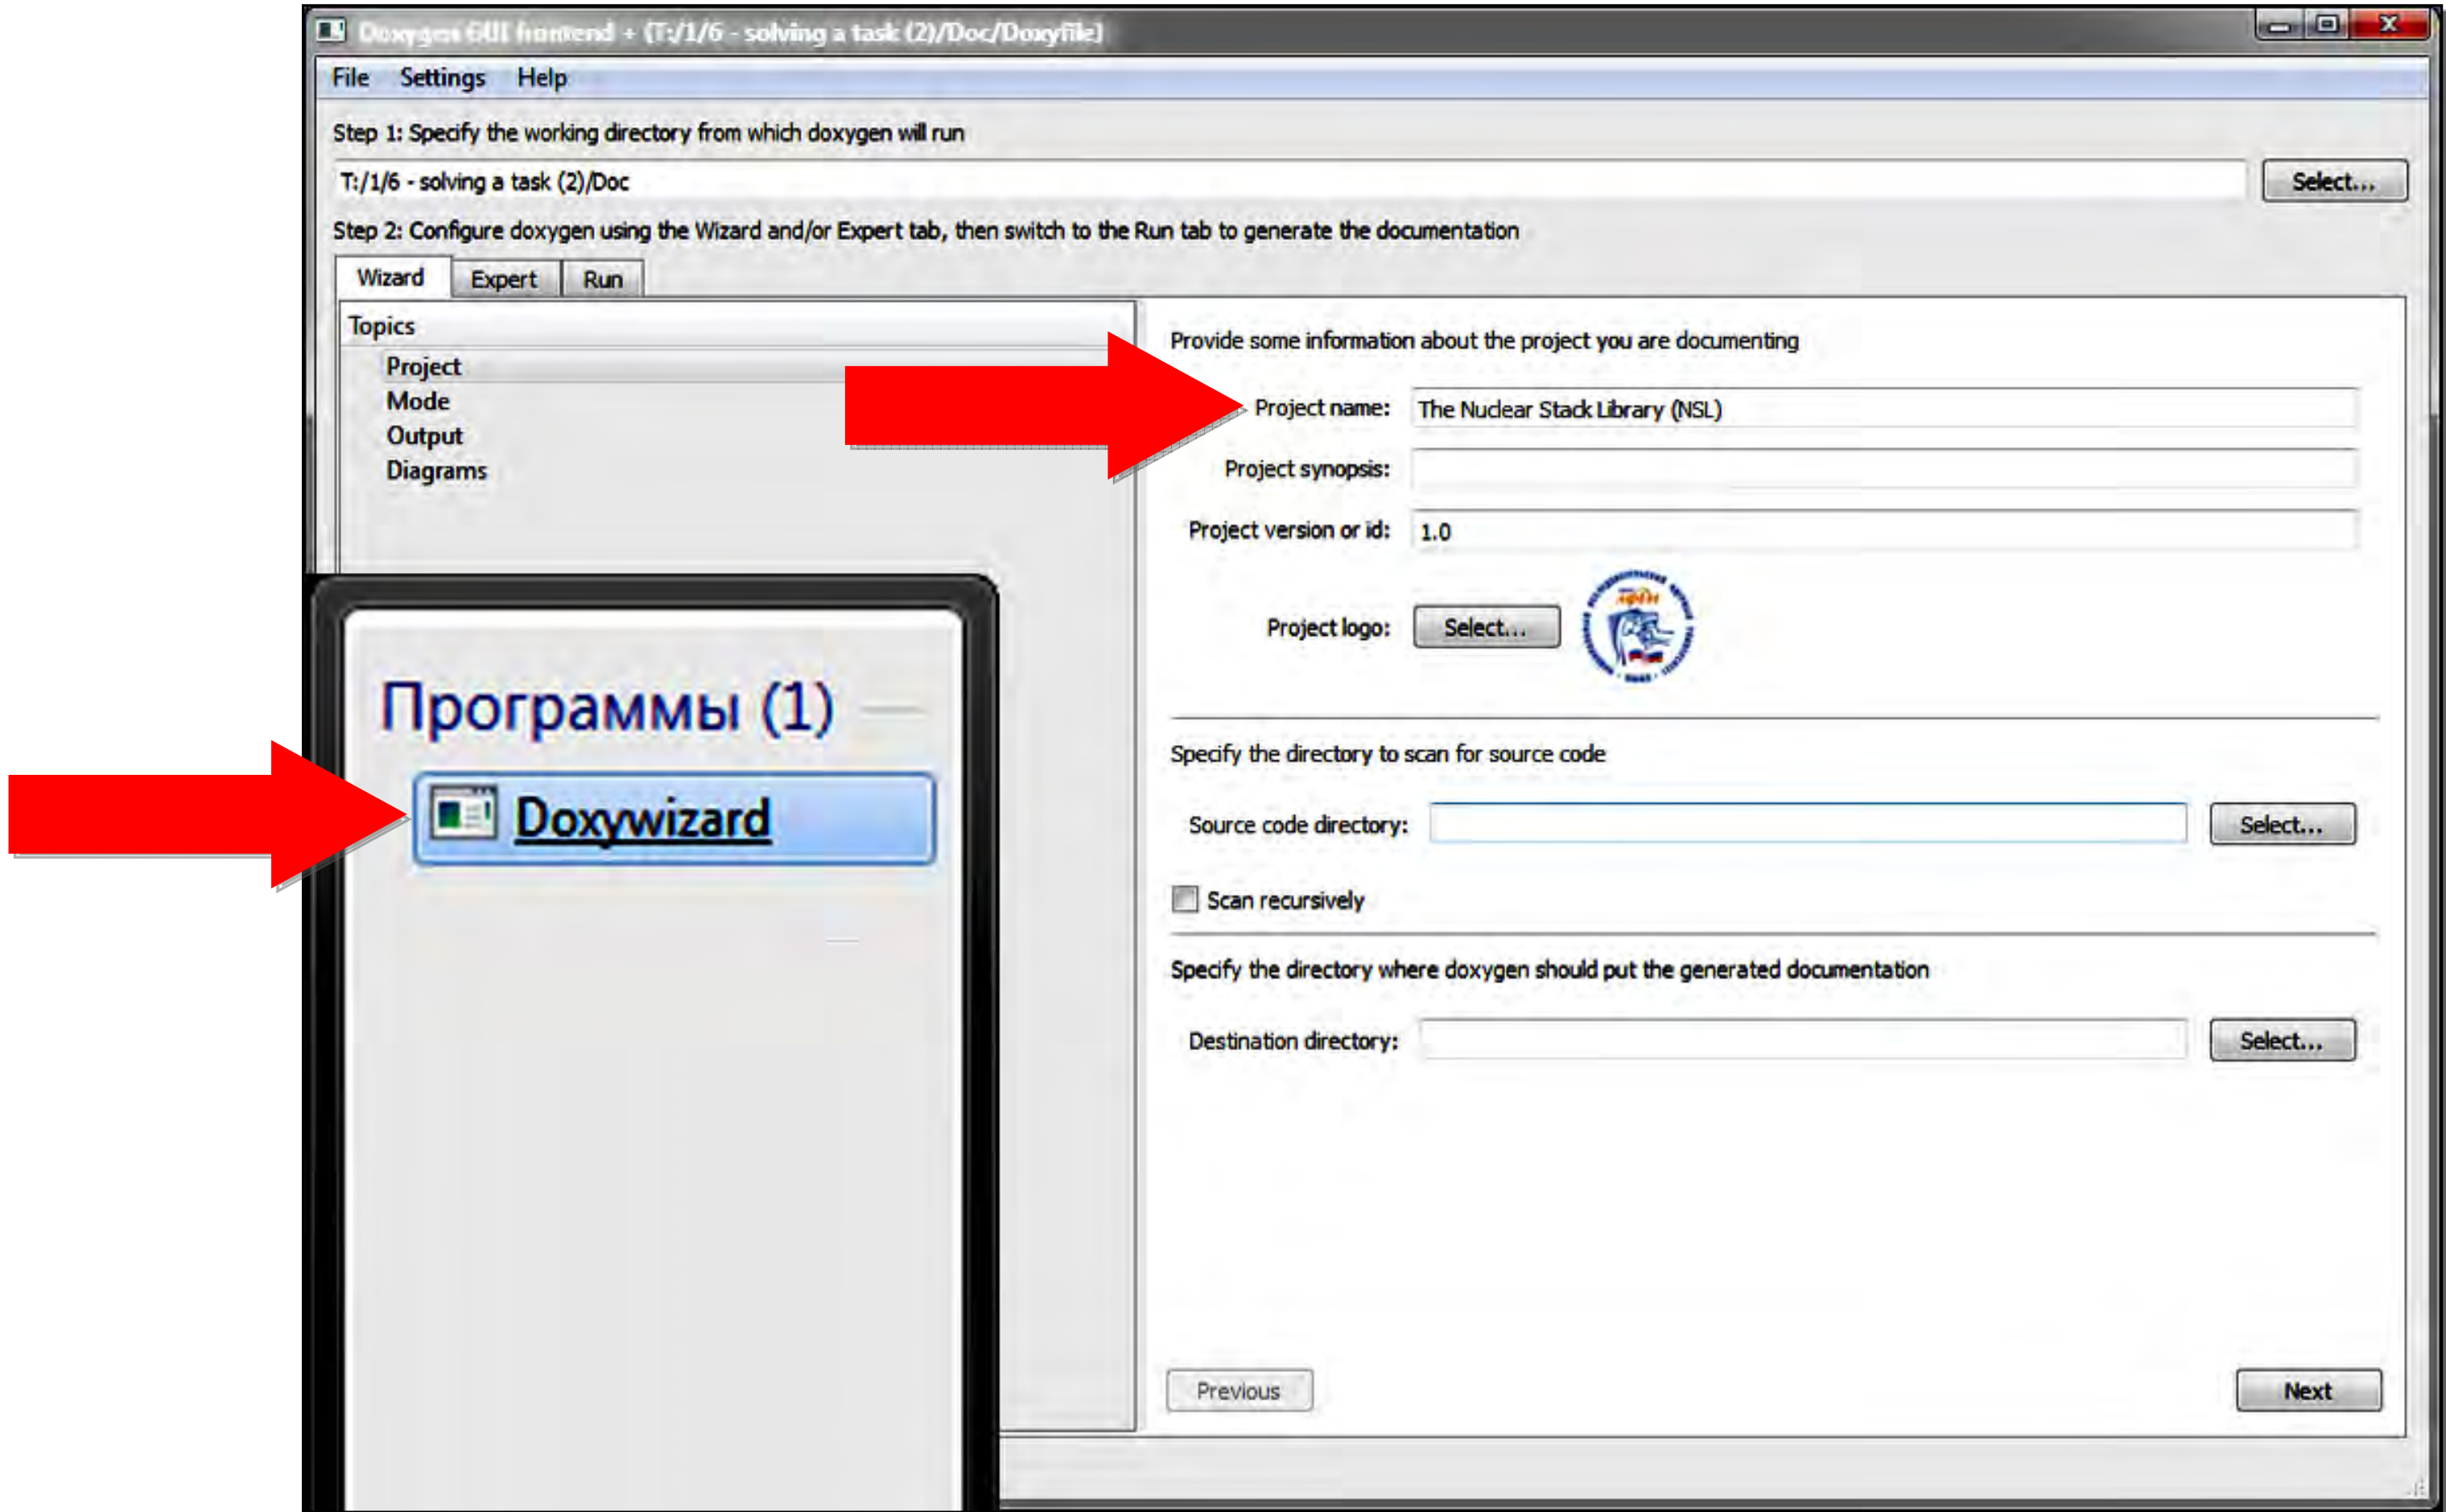 Doxygen GUI frontend + (T:/1/6 - solving a task (2)/Doc/Doxyfile)
File Settings Help
Step 1: Specify the working directory from which doxygen will run
T:/1/6 - solving a task (2)/Doc Select...
Step 2: Configure doxygen using the Wizard and/or Expert tab, then switch to the Run tab to generate the documentation
Wizard Expert Run
Topics
Project
Mode
Output
Diagrams
Provide some information about the project you are documenting
Project name: The Nuclear Stack Library (NSL)
Project synopsis:
Project version or id: 1.0
Project logo: Select...
Specify the directory to scan for source code
Source code directory: Select...
Scan recursively
Specify the directory where doxygen should put the generated documentation
Destination directory: Select...
Previous Next
Программы (1)
Doxywizard